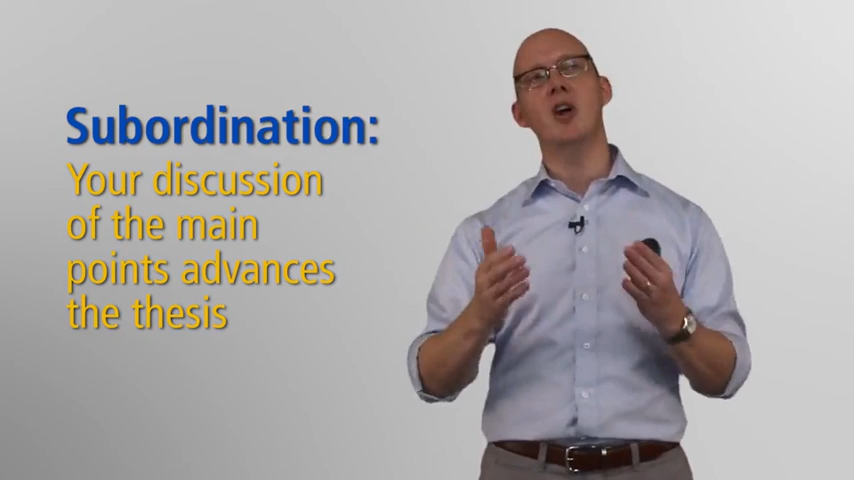 Subordination:
Your discussion
of the main
points advances
the thesis